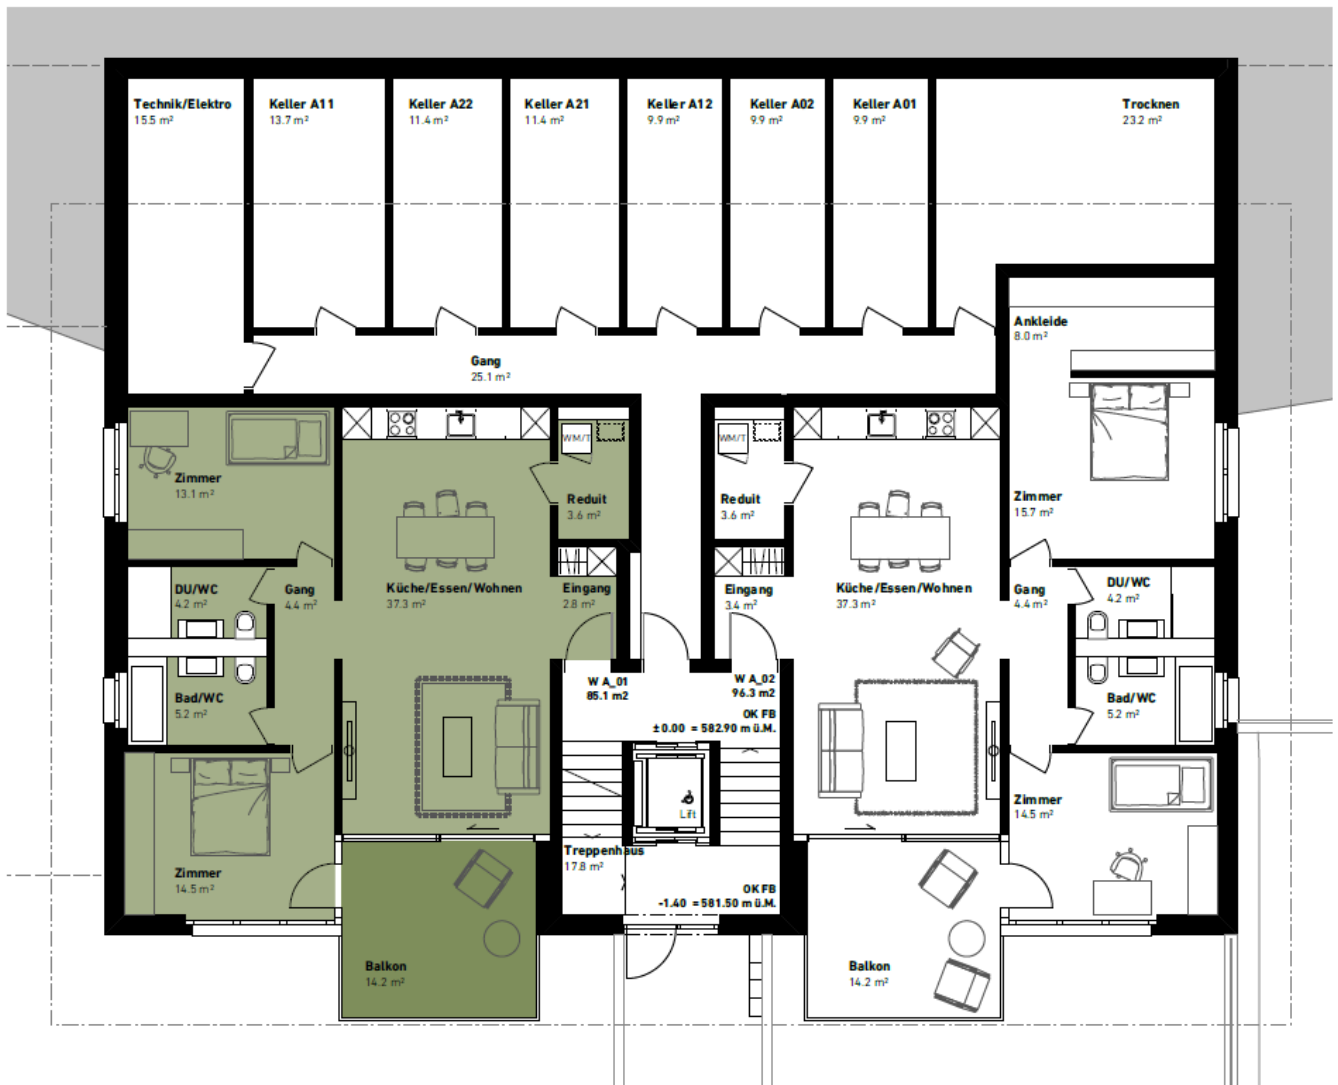 Technik/Elektro
15.5 m²
Keller A11
13.7 m²
Keller A22
11.4 m²
Keller A21
11.4 m²
Keller A12
9.9 m²
Keller A02
9.9 m²
Keller A01
9.9 m²
Trocknen
23.2 m²
Gang
25.1 m²
Ankleide
8.0 m²
Zimmer
13.1 m²
WM/T
Reduit
3.6 m²
WM/T
Reduit
3.6 m²
Zimmer
15.7 m²
DU/WC
4.2 m²
Gang
4.4 m²
Küche/Essen/Wohnen
37.3 m²
Eingang
2.8 m²
Eingang
3.4 m²
Küche/Essen/Wohnen
37.3 m²
Gang
4.4 m²
DU/WC
4.2 m²
Bad/WC
5.2 m²
W A_01
85.1 m2
W A_02
96.3 m2
OK FB
±0.00 = 582.90 m ü.M.
Bad/WC
5.2 m²
Lift
Zimmer
14.5 m²
Treppenhaus
17.8 m²
Zimmer
14.5 m²
OK FB
-1.40 = 581.50 m ü.M.
Balkon
14.2 m²
Balkon
14.2 m²